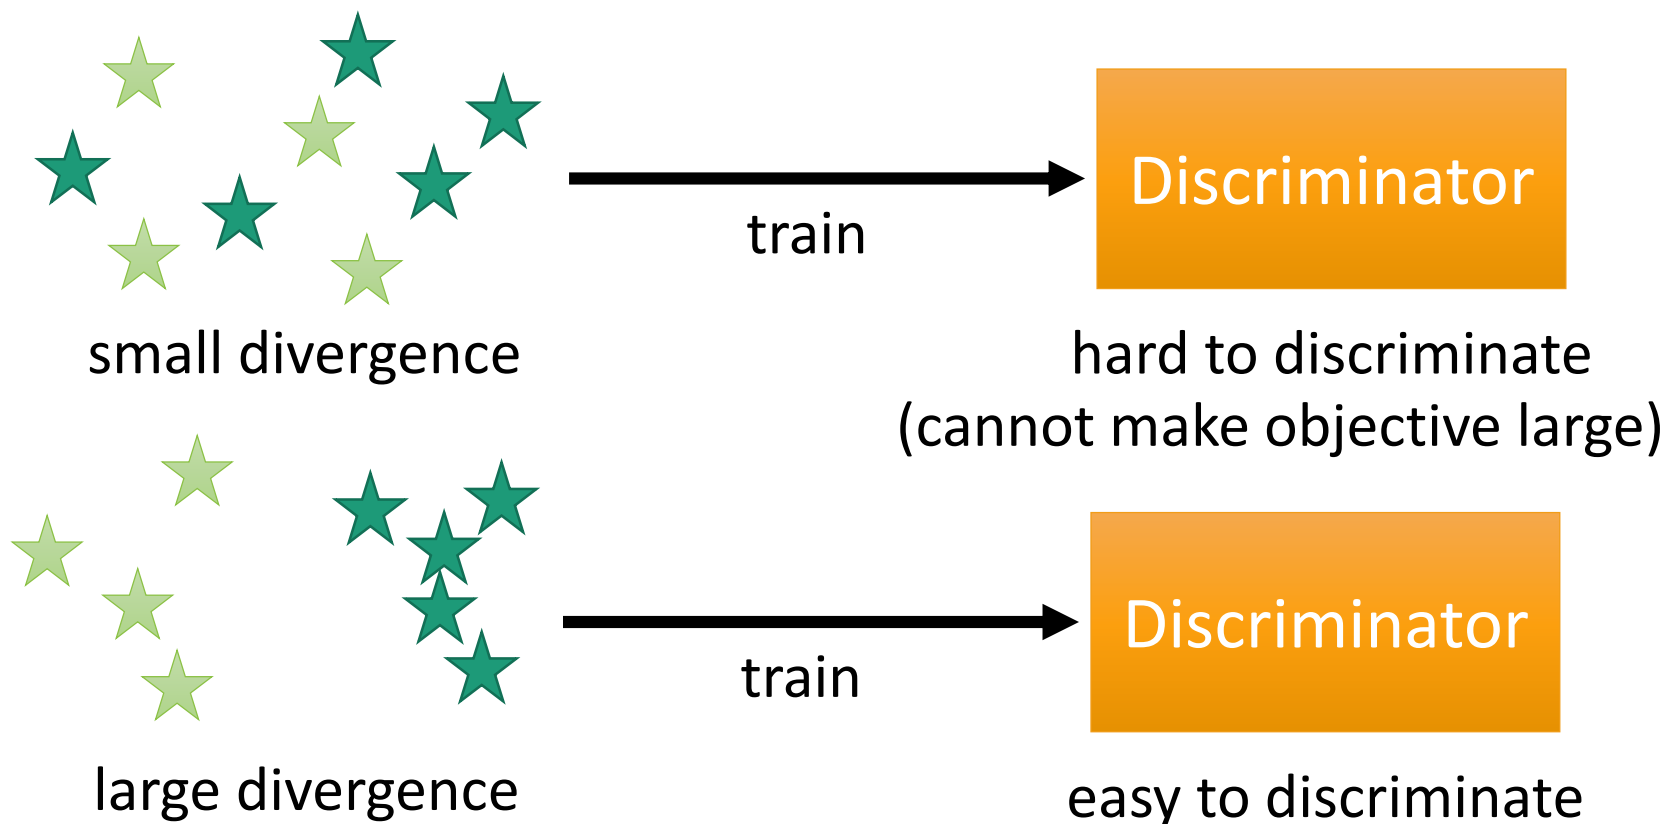 Discriminator
train
small divergence
hard to discriminate
(cannot make objective large)
Discriminator
train
large divergence
easy to discriminate